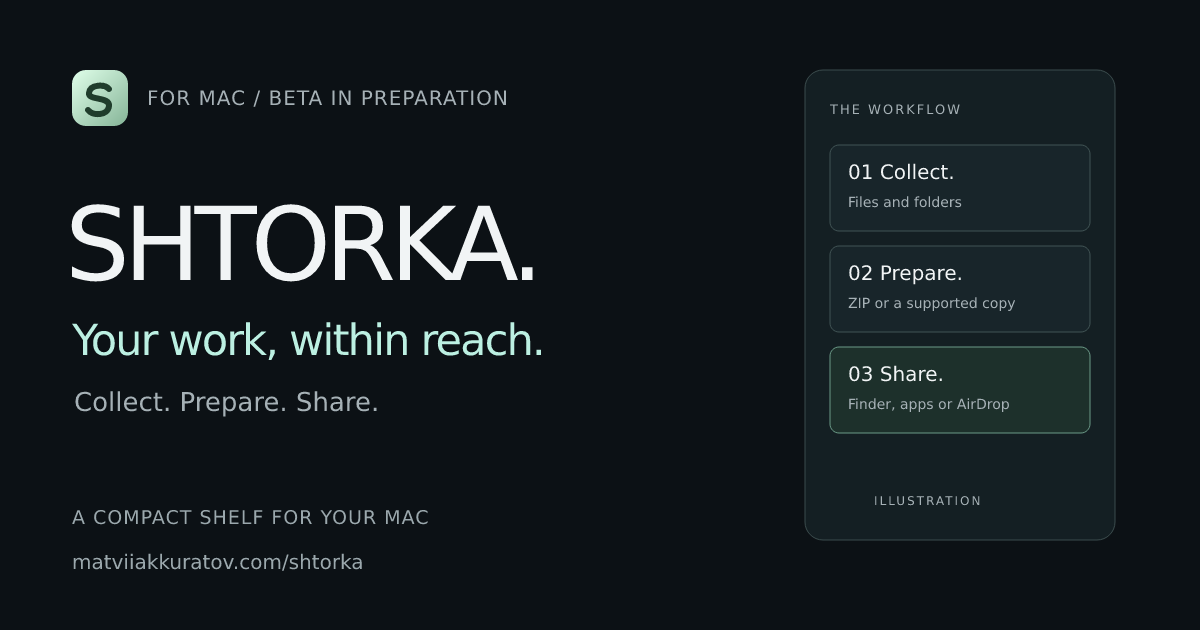 S
FOR MAC / BETA IN PREPARATION
SHTORKA.
Your work, within reach.
Collect. Prepare. Share.
A COMPACT SHELF FOR YOUR MAC
matviiakkuratov.com/shtorka
THE WORKFLOW
01 Collect.
Files and folders
02 Prepare.
ZIP or a supported copy
03 Share.
Finder, apps or AirDrop
ILLUSTRATION